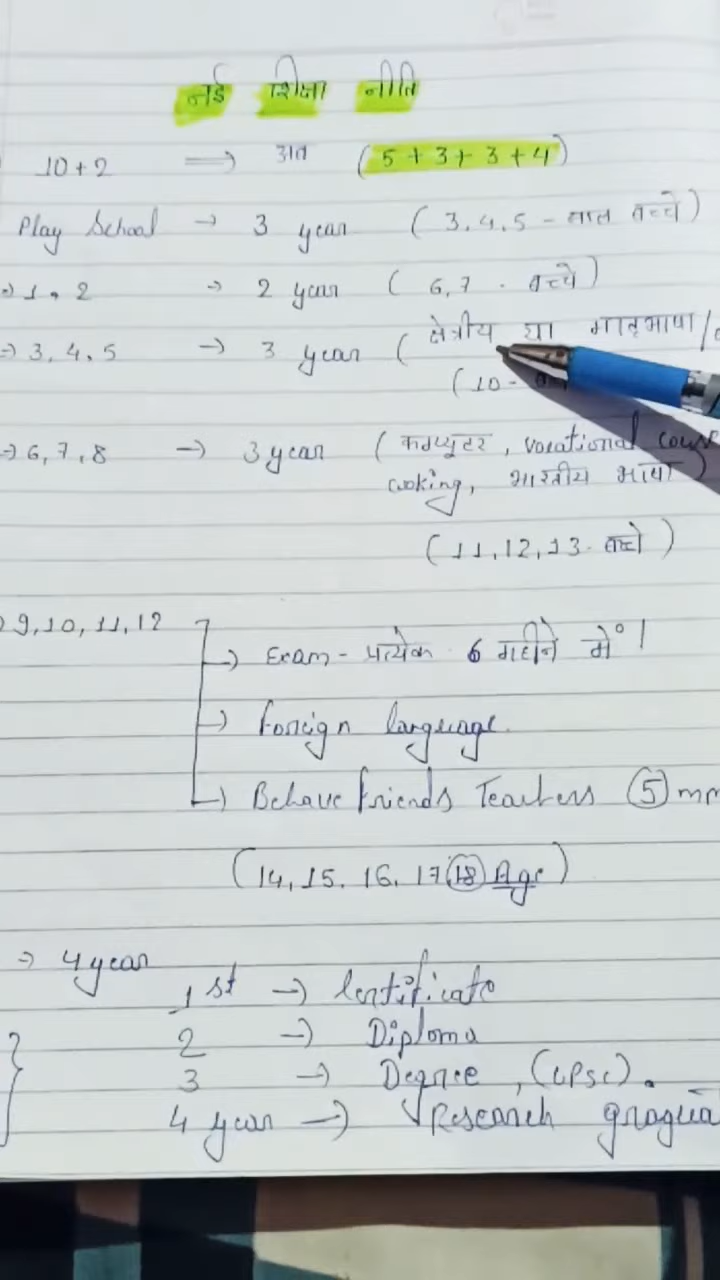 नई शिक्षा नीति
10+2 ⟹ अब (5+3+3+4)
Play School → 3 year (3,4,5 - साल बच्चे)
⇒ 1, 2 → 2 year (6,7 - बच्चे)
⇒ 3,4,5 → 3 year (क्षेत्रीय या मातृभाषा/
(10 -
⇒ 6,7,8 → 3 year (कम्प्यूटर, vocational course
cooking, भारतीय भाषा)
(11,12,13- बच्चे)
9,10,11,12
→ Exam - प्रत्येक 6 महीने में।
→ Foreign language.
→ Behave Friends Teachers (5)
(14,15,16,17 18 Age)
⇒ 4 year
1st → Certificate
2 → Diploma
3 → Degree, (UPSC).
4 year → Research